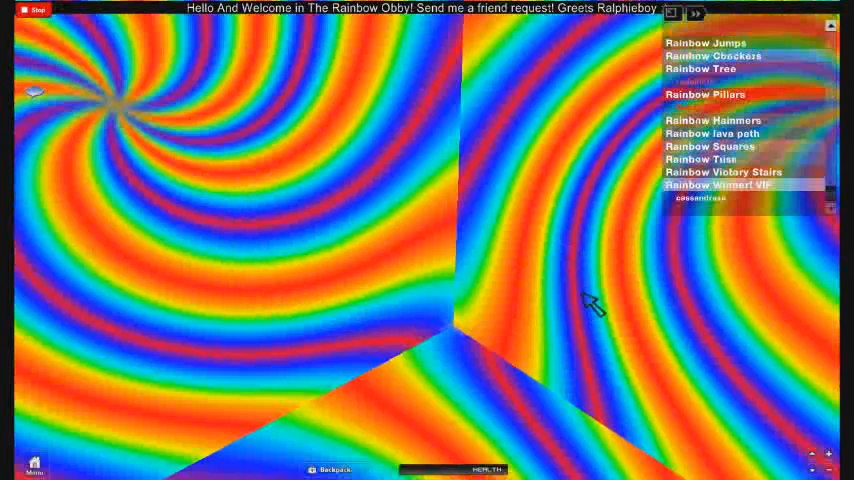 Stop
Hello And Welcome in The Rainbow Obby! Send me a friend request! Greets Ralphieboy
Rainbow Jumps
Rainbow Checkers
Rainbow Tree
Rainbow Pillars
Rainbow Hammers
Rainbow lava path
Rainbow Squares
Rainbow
Rainbow Victory Stairs
Rainbow Winner! VIP
Menu
Backpack
HEALTH